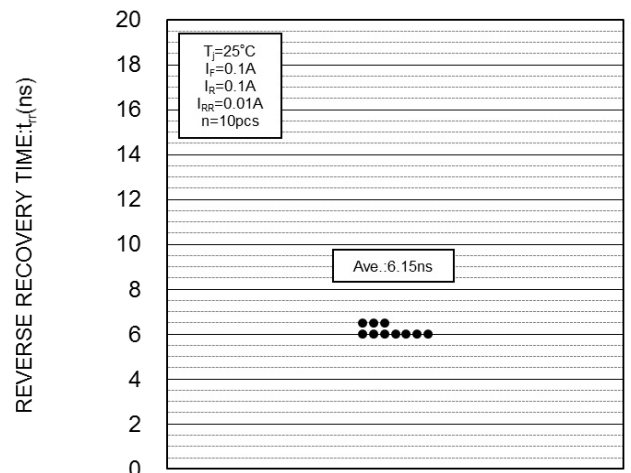 REVERSE RECOVERY TIME:trr(ns)
20
18
16
14
12
10
8
6
4
2
0
Tj=25°C
IF=0.1A
IR=0.1A
IRR=0.01A
n=10pcs
Ave.:6.15ns